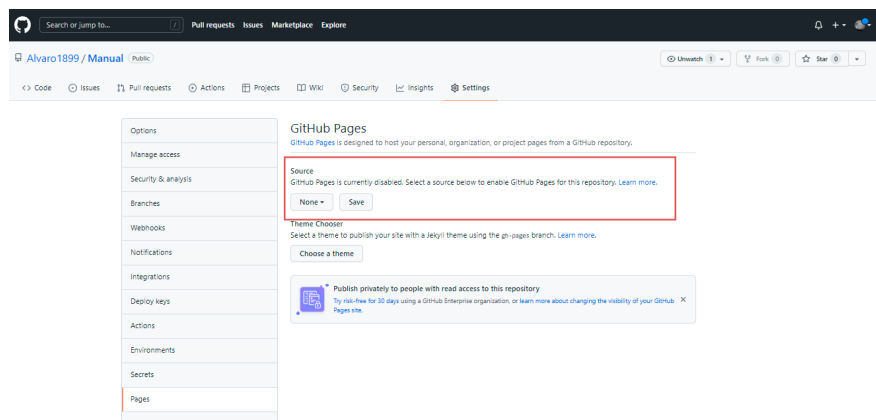 Search or jump to... /
Pull requests Issues Marketplace Explore
Alvaro1899 / Manual Public
Unwatch 1 Fork 0 Star 0
Code Issues Pull requests Actions Projects Wiki Security Insights Settings
Options
Manage access
Security & analysis
Branches
Webhooks
Notifications
Integrations
Deploy keys
Actions
Environments
Secrets
Pages
GitHub Pages
GitHub Pages is designed to host your personal, organization, or project pages from a GitHub repository.
Source
GitHub Pages is currently disabled. Select a source below to enable GitHub Pages for this repository. Learn more.
None Save
Theme Chooser
Select a theme to publish your site with a Jekyll theme using the gh-pages branch. Learn more.
Choose a theme
Publish privately to people with read access to this repository
Try risk-free for 30 days using a GitHub Enterprise organization, or learn more about changing the visibility of your GitHub
Pages site.